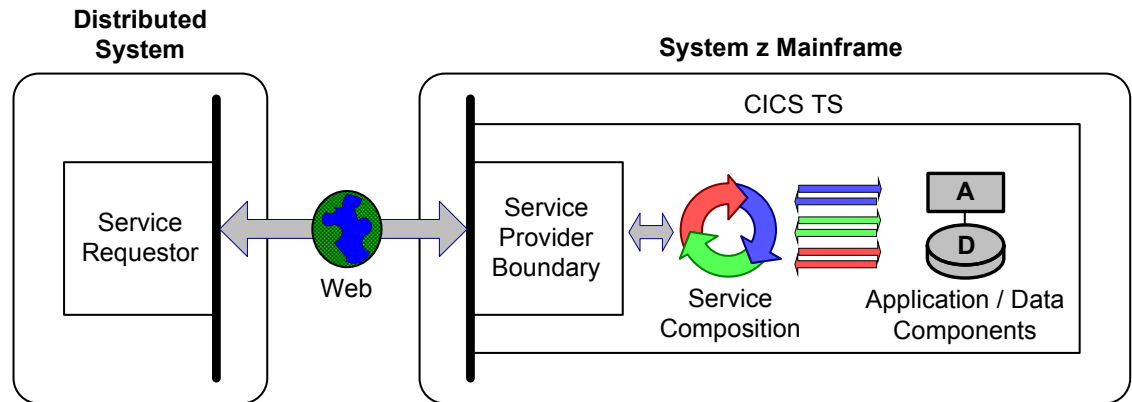 Distributed
System
System z Mainframe
CICS TS
Service
Requestor
Web
Service
Provider
Boundary
Service
Composition
A
D
Application / Data
Components